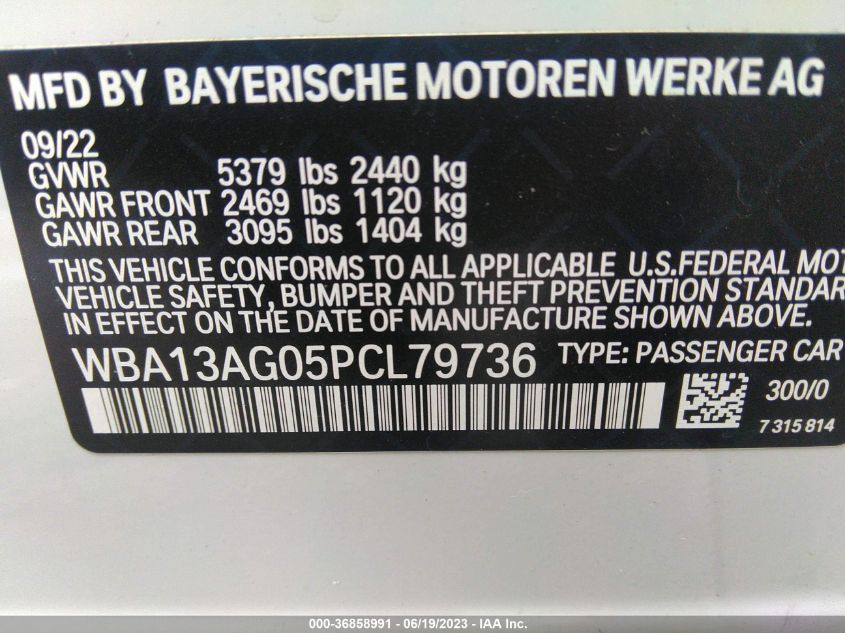 MFD BY BAYERISCHE MOTOREN WERKE AG
09/22
GVWR 5379 lbs 2440 kg
GAWR FRONT 2469 lbs 1120 kg
GAWR REAR 3095 lbs 1404 kg
THIS VEHICLE CONFORMS TO ALL APPLICABLE U.S.FEDERAL MOT
VEHICLE SAFETY, BUMPER AND THEFT PREVENTION STANDAR
IN EFFECT ON THE DATE OF MANUFACTURE SHOWN ABOVE.
WBA13AG05PCL79736 TYPE: PASSENGER CAR
300/0
7 315 814
000-36858991 - 06/19/2023 - IAA Inc.